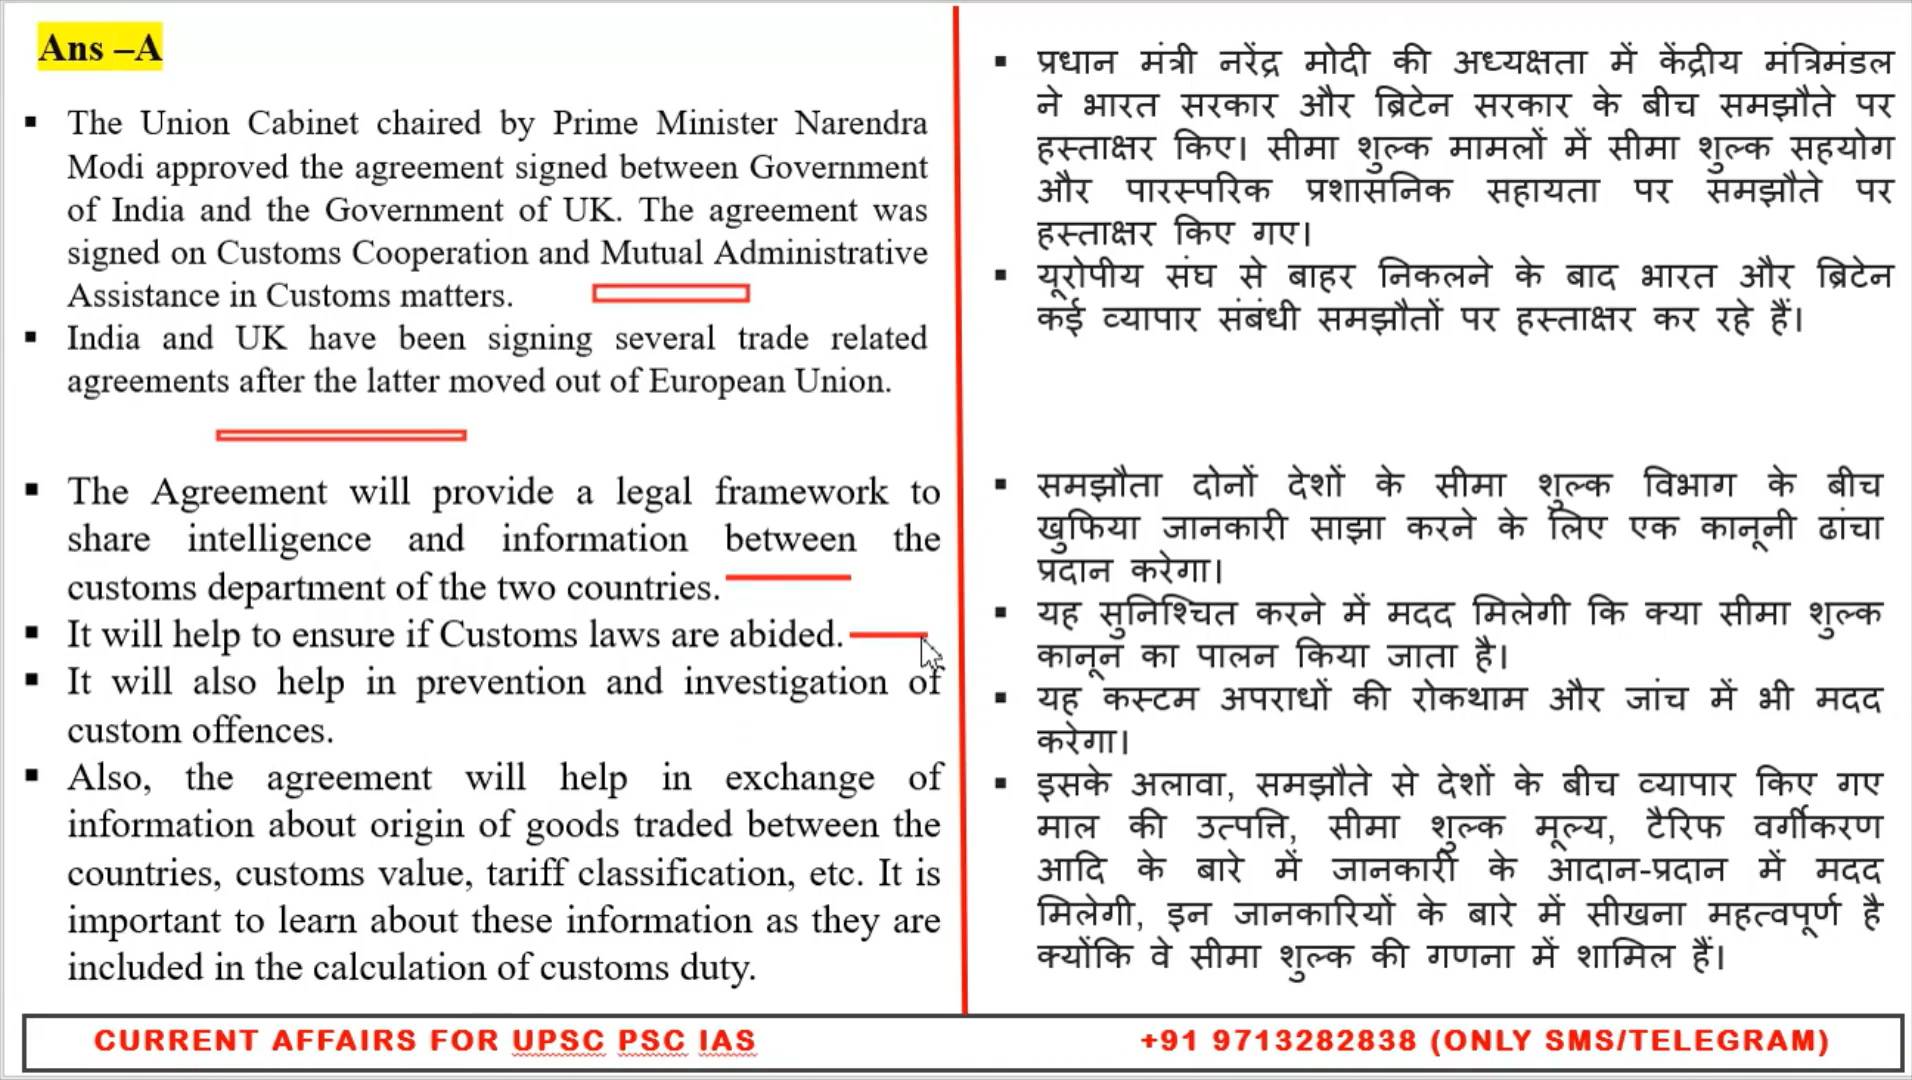 Ans –A
▪ The Union Cabinet chaired by Prime Minister Narendra
Modi approved the agreement signed between Government
of India and the Government of UK. The agreement was
signed on Customs Cooperation and Mutual Administrative
Assistance in Customs matters.
▪ India and UK have been signing several trade related
agreements after the latter moved out of European Union.
▪ The Agreement will provide a legal framework to
share intelligence and information between the
customs department of the two countries.
▪ It will help to ensure if Customs laws are abided.
▪ It will also help in prevention and investigation of
custom offences.
▪ Also, the agreement will help in exchange of
information about origin of goods traded between the
countries, customs value, tariff classification, etc. It is
important to learn about these information as they are
included in the calculation of customs duty.
▪ प्रधान मंत्री नरेंद्र मोदी की अध्यक्षता में केंद्रीय मंत्रिमंडल
ने भारत सरकार और ब्रिटेन सरकार के बीच समझौते पर
हस्ताक्षर किए। सीमा शुल्क मामलों में सीमा शुल्क सहयोग
और पारस्परिक प्रशासनिक सहायता पर समझौते पर
हस्ताक्षर किए गए।
▪ यूरोपीय संघ से बाहर निकलने के बाद भारत और ब्रिटेन
कई व्यापार संबंधी समझौतों पर हस्ताक्षर कर रहे हैं।
▪ समझौता दोनों देशों के सीमा शुल्क विभाग के बीच
खुफिया जानकारी साझा करने के लिए एक कानूनी ढांचा
प्रदान करेगा।
▪ यह सुनिश्चित करने में मदद मिलेगी कि क्या सीमा शुल्क
कानून का पालन किया जाता है।
▪ यह कस्टम अपराधों की रोकथाम और जांच में भी मदद
करेगा।
▪ इसके अलावा, समझौते से देशों के बीच व्यापार किए गए
माल की उत्पत्ति, सीमा शुल्क मूल्य, टैरिफ वर्गीकरण
आदि के बारे में जानकारी के आदान-प्रदान में मदद
मिलेगी, इन जानकारियों के बारे में सीखना महत्वपूर्ण है
क्योंकि वे सीमा शुल्क की गणना में शामिल हैं।
CURRENT AFFAIRS FOR UPSC PSC IAS
+91 9713282838 (ONLY SMS/TELEGRAM)